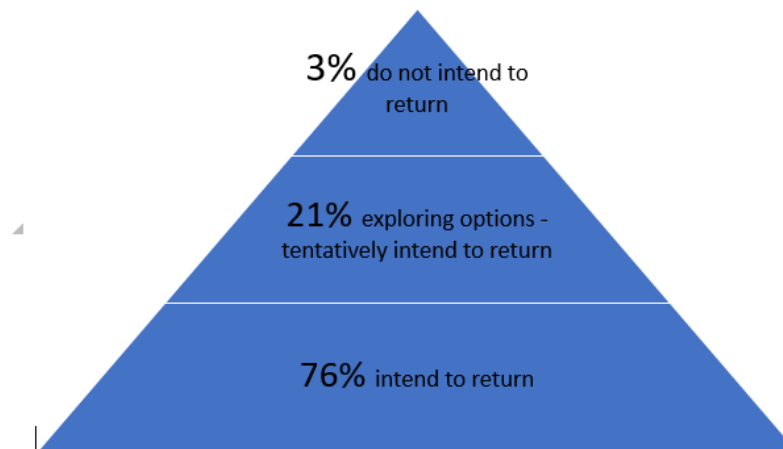 3% do not intend to
return
21% exploring options -
tentatively intend to return
76% intend to return